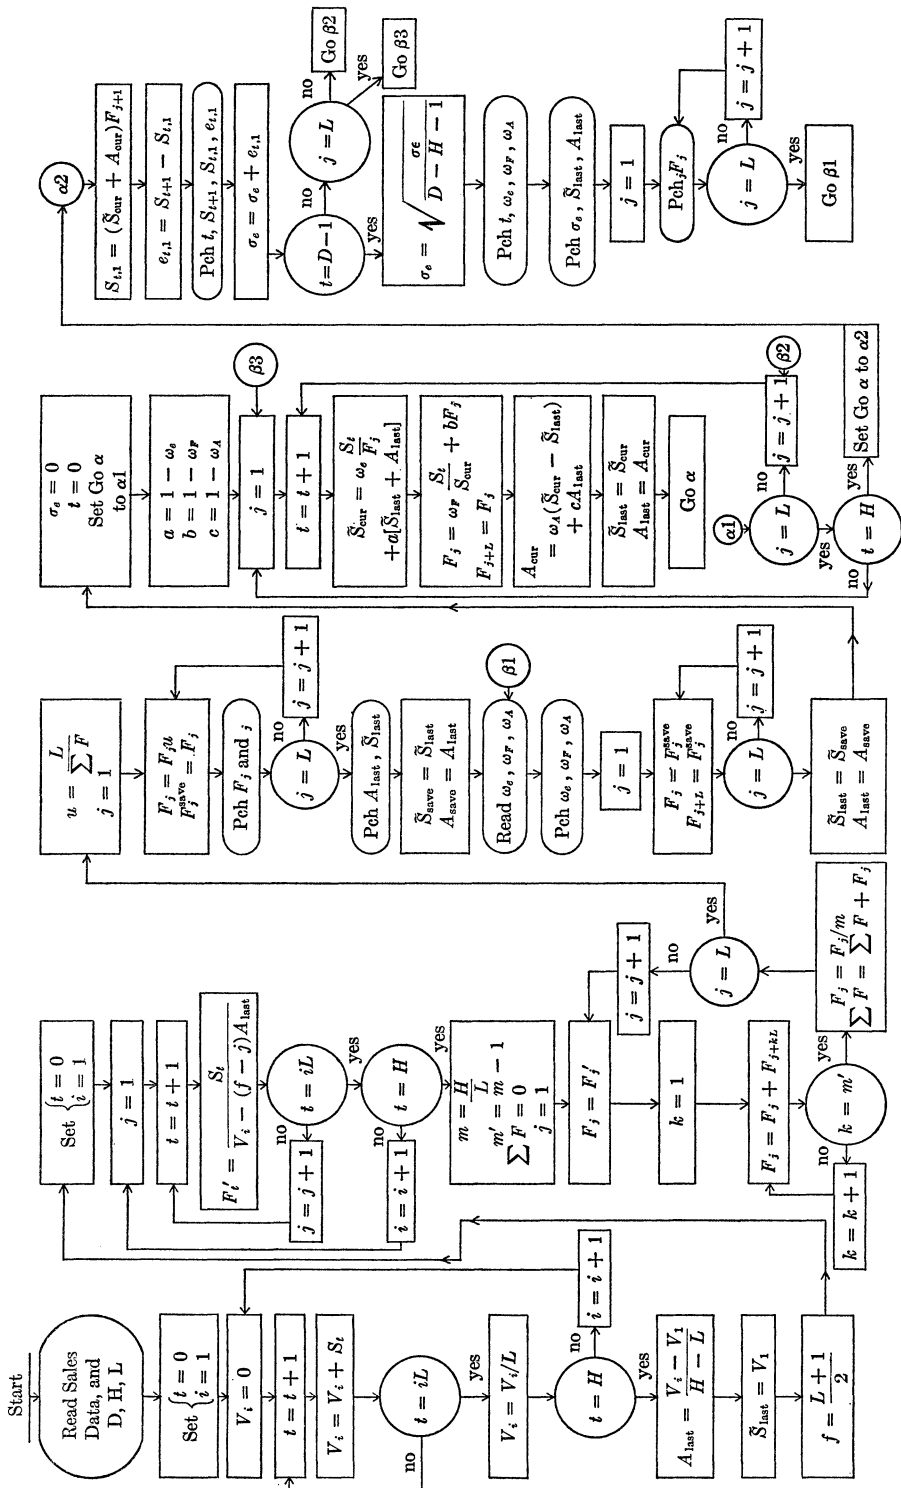 Start
Read Sales
Data, and
D, H, L
Set { t = 0
i = 1
V_i = 0
t = t + 1
V_i = V_i + S_t
t = iL
no
yes
V_i = V_i/L
t = H
no
i = i + 1
yes
A_last = (V_i − V_1)/(H − L)
S̃_last = V_1
f = (L + 1)/2
Set { t = 0
i = 1
j = 1
t = t + 1
F_t′ = S_t/(V_i − (f − j)A_last)
t = iL
no
j = j + 1
yes
t = H
no
i = i + 1
yes
m = H/L
m′ = m − 1
∑ F = 0
j = 1
F_j = F_j′
k = 1
F_j = F_j + F_{j+kL}
k = m′
no
k = k + 1
yes
F_j = F_j/m
∑ F = ∑ F + F_j
j = L
no
j = j + 1
yes
u = L/∑ F
j = 1
F_j = F_j u
F_j^save = F_j
Pch F_j and j
j = L
no
j = j + 1
yes
Pch A_last, S̃_last
S̃_save = S̃_last
A_save = A_last
β1
Read ω_e, ω_F, ω_A
Pch ω_e, ω_F, ω_A
j = 1
F_j = F_j^save
F_{j+L} = F_j^save
j = L
no
j = j + 1
S̃_last = S̃_save
A_last = A_save
σ_e = 0
t = 0
Set Go α
to α1
a = 1 − ω_e
b = 1 − ω_F
c = 1 − ω_A
β3
j = 1
t = t + 1
S̃_cur = ω_e S_t/F_j
+ a[S̃_last + A_last]
F_j = ω_F S_t/S̃_cur + bF_j
F_{j+L} = F_j
A_cur
= ω_A(S̃_cur − S̃_last)
+ cA_last
S̃_last = S̃_cur
A_last = A_cur
Go α
α1
j = L
no
j = j + 1
β2
yes
t = H
no
yes
Set Go α to α2
α2
S_{t,1} = (S̃_cur + A_cur)F_{j+1}
e_{t,1} = S_{t+1} − S_{t,1}
Pch t, S_{t+1}, S_{t,1}, e_{t,1}
σ_e = σ_e + e_{t,1}
t = D − 1
no
j = L
no
Go β2
yes
Go β3
yes
σ_e = √(σϵ/(D − H − 1))
Pch t, ω_e, ω_F, ω_A
Pch σ_e, S̃_last, A_last
j = 1
Pch_j F_j
j = L
no
j = j + 1
yes
Go β1